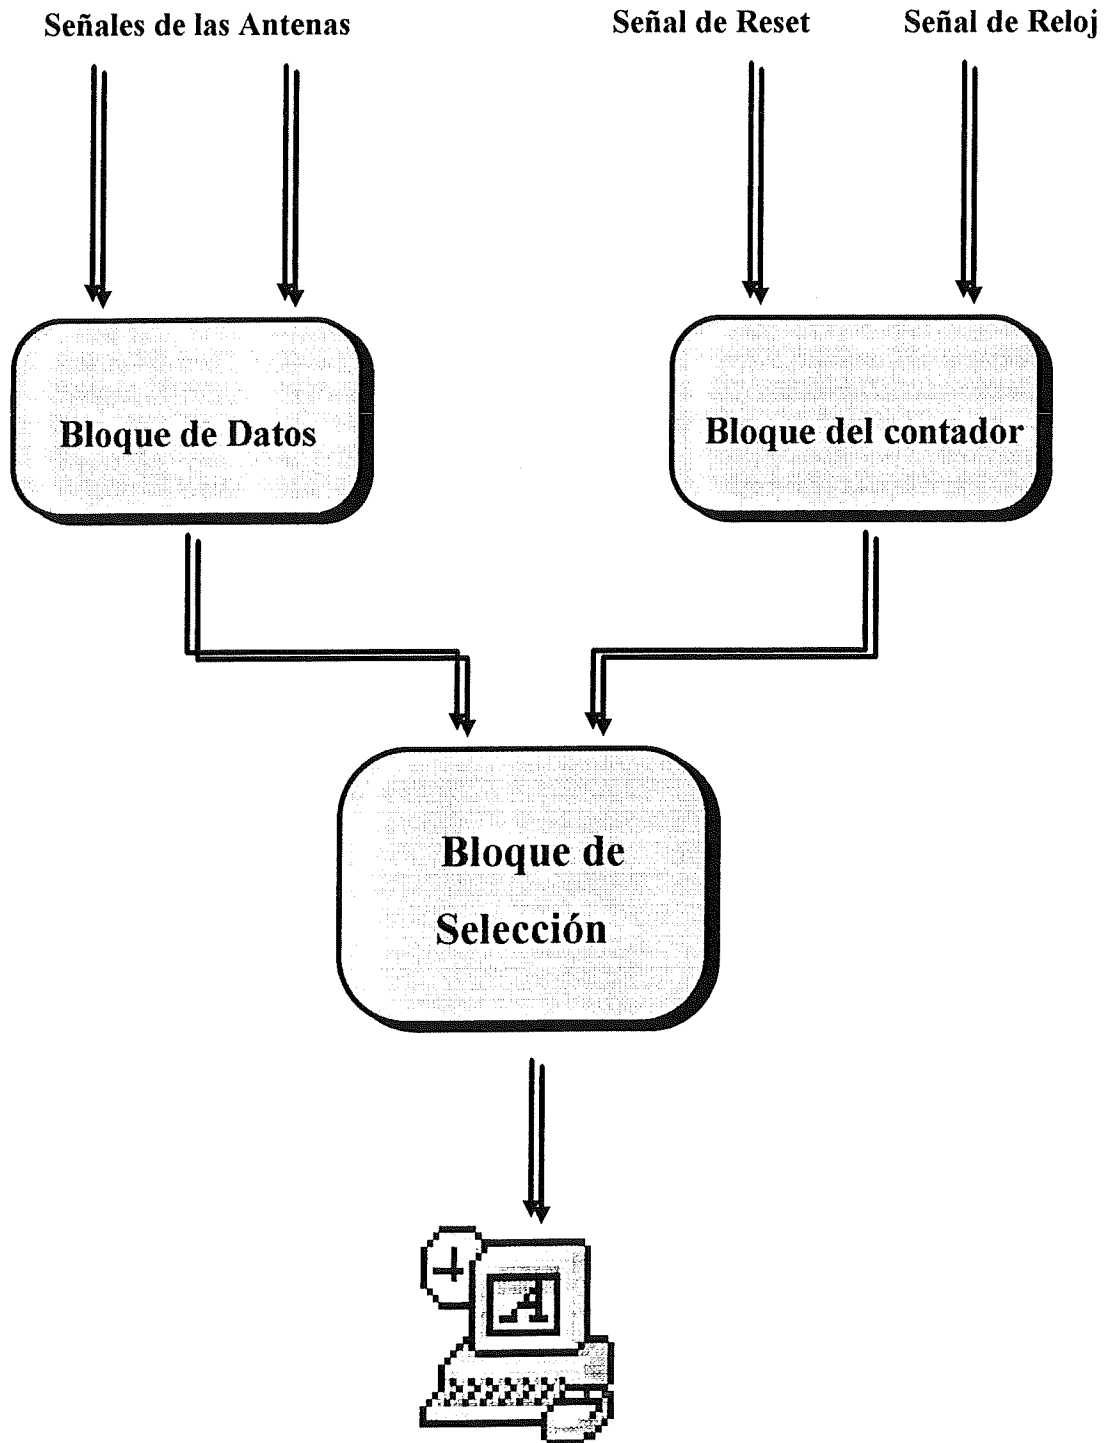 Señales de las Antenas
Señal de Reset
Señal de Reloj
Bloque de Datos
Bloque del contador
Bloque de
Selección
A